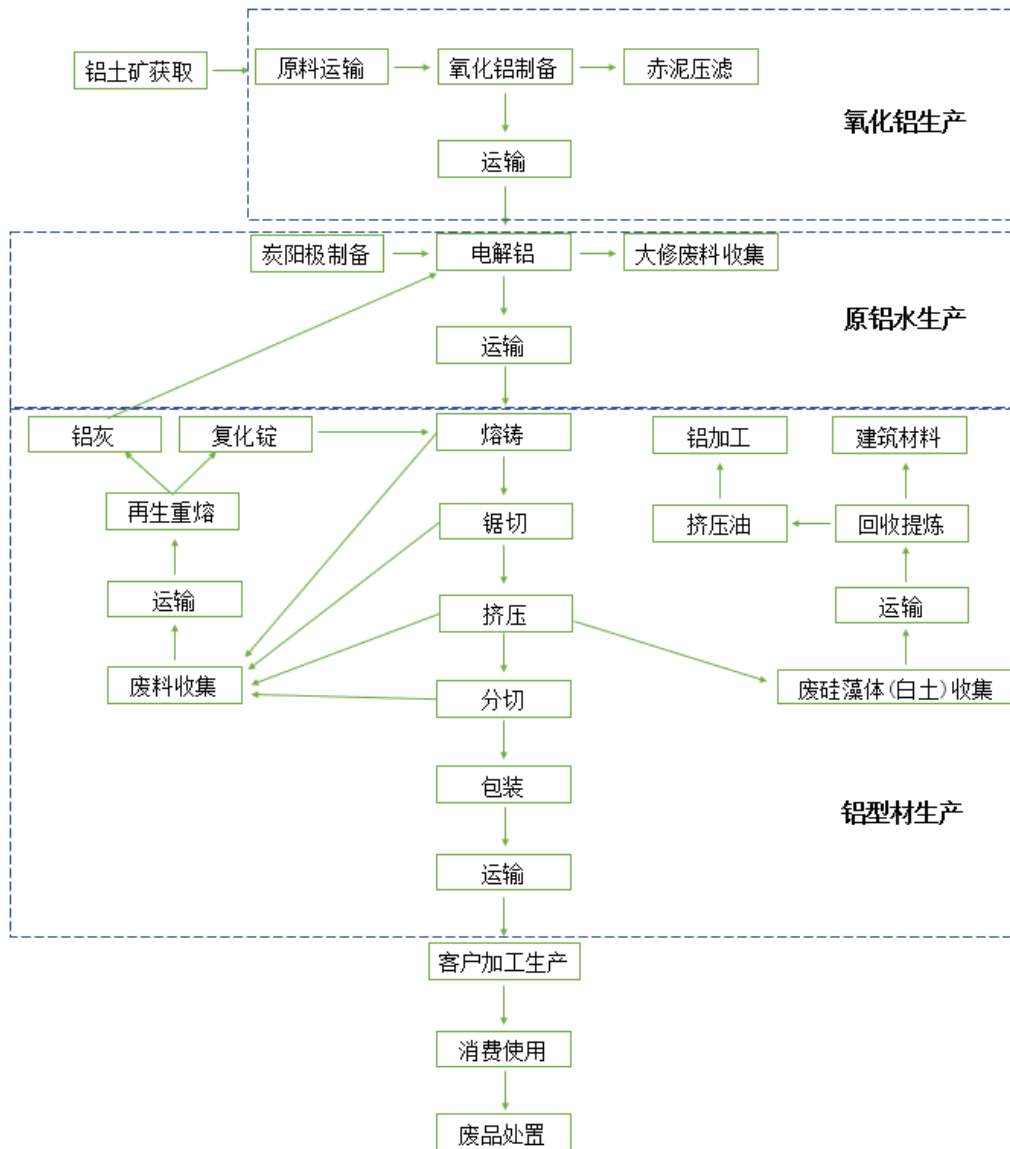 铝土矿获取
原料运输
氧化铝制备
赤泥压滤
氧化铝生产
运输
炭阳极制备
电解铝
大修废料收集
原铝水生产
运输
铝灰
复化锭
熔铸
铝加工
建筑材料
再生重熔
锯切
挤压油
回收提炼
运输
挤压
运输
废料收集
分切
废硅藻体(白土)收集
包装
铝型材生产
运输
客户加工生产
消费使用
废品处置